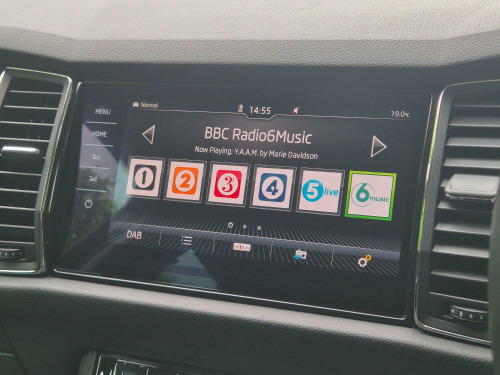 MENU
Normal
14:55
19.0°C
HOME
BBC Radio6Music
Now Playing: Y.A.A.M. by Marie Davidson
1
2
3
4
5 live
6 music
DAB